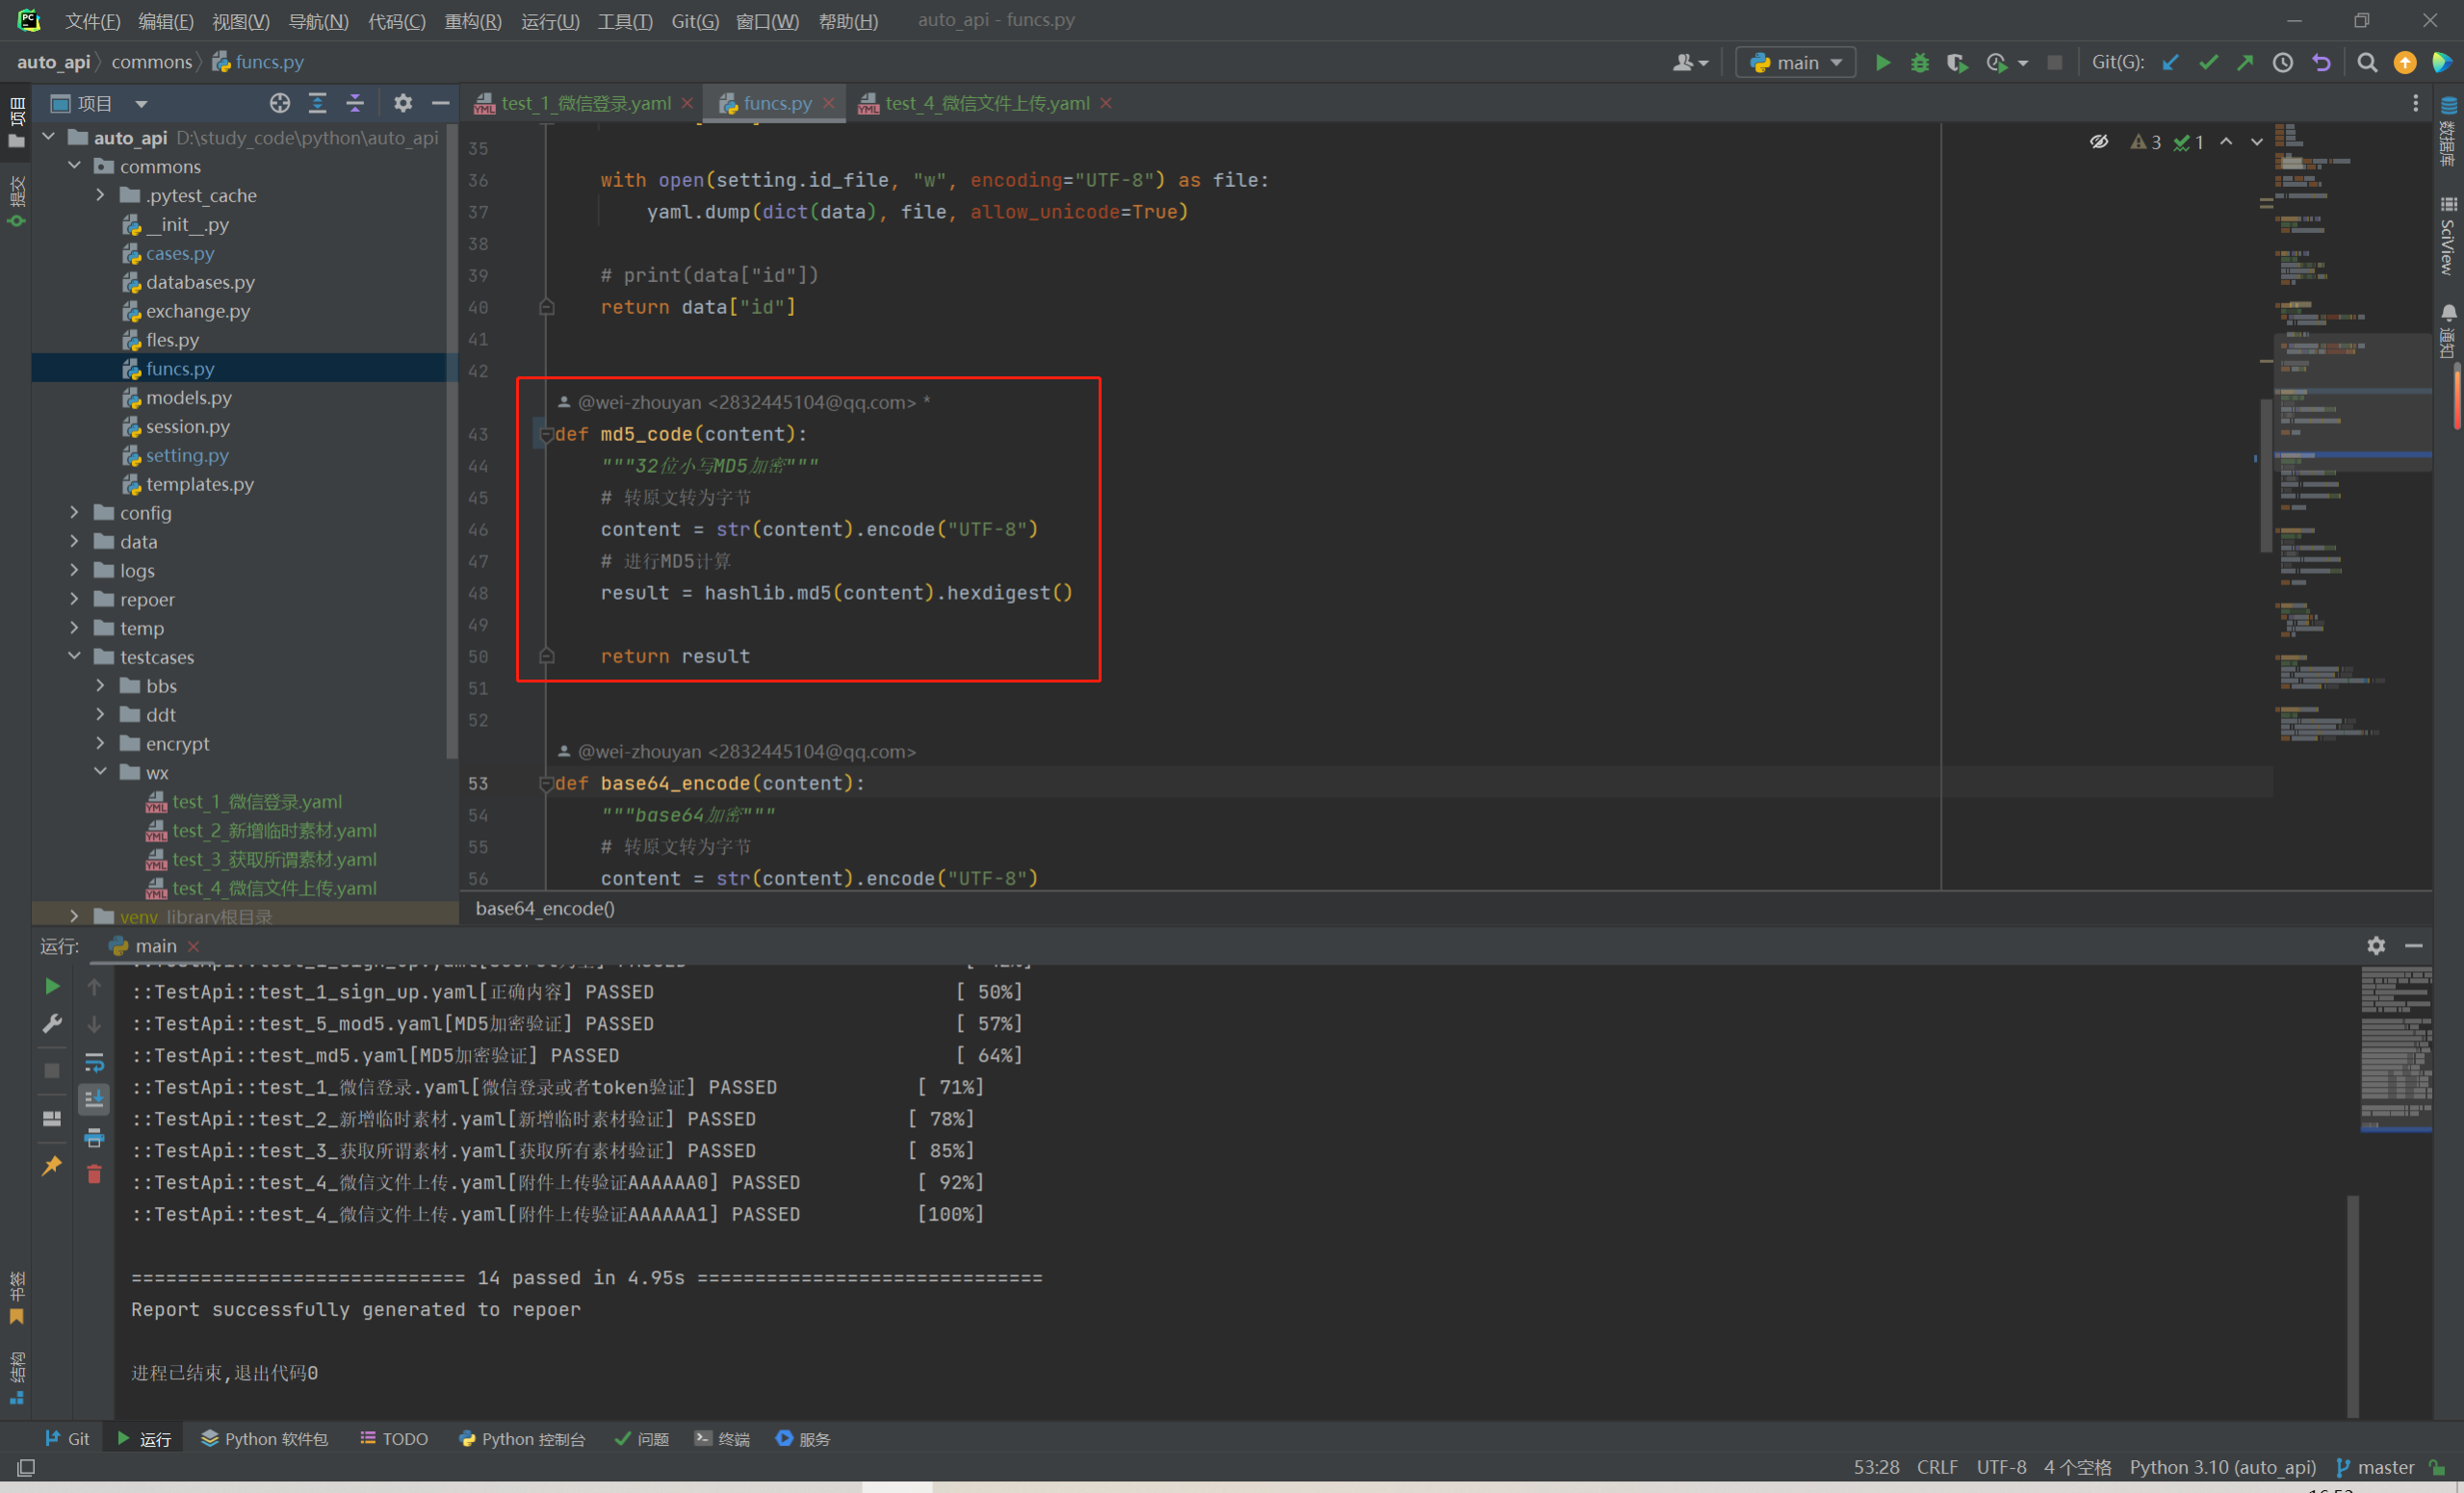 文件(F) 编辑(E) 视图(V) 导航(N) 代码(C) 重构(R) 运行(U) 工具(T) Git(G) 窗口(W) 帮助(H) auto_api - funcs.py
auto_api commons funcs.py
main Git(G):
项目
提交
书签
结构
项目
auto_api D:\study_code\python\auto_api
commons
.pytest_cache
__init__.py
cases.py
databases.py
exchange.py
fles.py
funcs.py
models.py
session.py
setting.py
templates.py
config
data
logs
repoer
temp
testcases
bbs
ddt
encrypt
wx
test_1_微信登录.yaml
test_2_新增临时素材.yaml
test_3_获取所谓素材.yaml
test_4_微信文件上传.yaml
venv library根目录
test_1_微信登录.yaml funcs.py test_4_微信文件上传.yaml
3 1
35
36 with open(setting.id_file, "w", encoding="UTF-8") as file:
37 yaml.dump(dict(data), file, allow_unicode=True)
38
39 # print(data["id"])
40 return data["id"]
41
42
@wei-zhouyan <2832445104@qq.com> *
43 def md5_code(content):
44 """32位小写MD5加密"""
45 # 转原文转为字节
46 content = str(content).encode("UTF-8")
47 # 进行MD5计算
48 result = hashlib.md5(content).hexdigest()
49
50 return result
51
52
@wei-zhouyan <2832445104@qq.com>
53 def base64_encode(content):
54 """base64加密"""
55 # 转原文转为字节
56 content = str(content).encode("UTF-8")
base64_encode()
数据库
SciView
通知
运行: main
::TestApi::test_1_sign_up.yaml[正确内容] PASSED [ 50%]
::TestApi::test_5_mod5.yaml[MD5加密验证] PASSED [ 57%]
::TestApi::test_md5.yaml[MD5加密验证] PASSED [ 64%]
::TestApi::test_1_微信登录.yaml[微信登录或者token验证] PASSED [ 71%]
::TestApi::test_2_新增临时素材.yaml[新增临时素材验证] PASSED [ 78%]
::TestApi::test_3_获取所谓素材.yaml[获取所有素材验证] PASSED [ 85%]
::TestApi::test_4_微信文件上传.yaml[附件上传验证AAAAAA0] PASSED [ 92%]
::TestApi::test_4_微信文件上传.yaml[附件上传验证AAAAAA1] PASSED [100%]
============================= 14 passed in 4.95s ==============================
Report successfully generated to repoer
进程已结束,退出代码0
Git 运行 Python 软件包 TODO Python 控制台 问题 终端 服务
53:28 CRLF UTF-8 4 个空格 Python 3.10 (auto_api) master